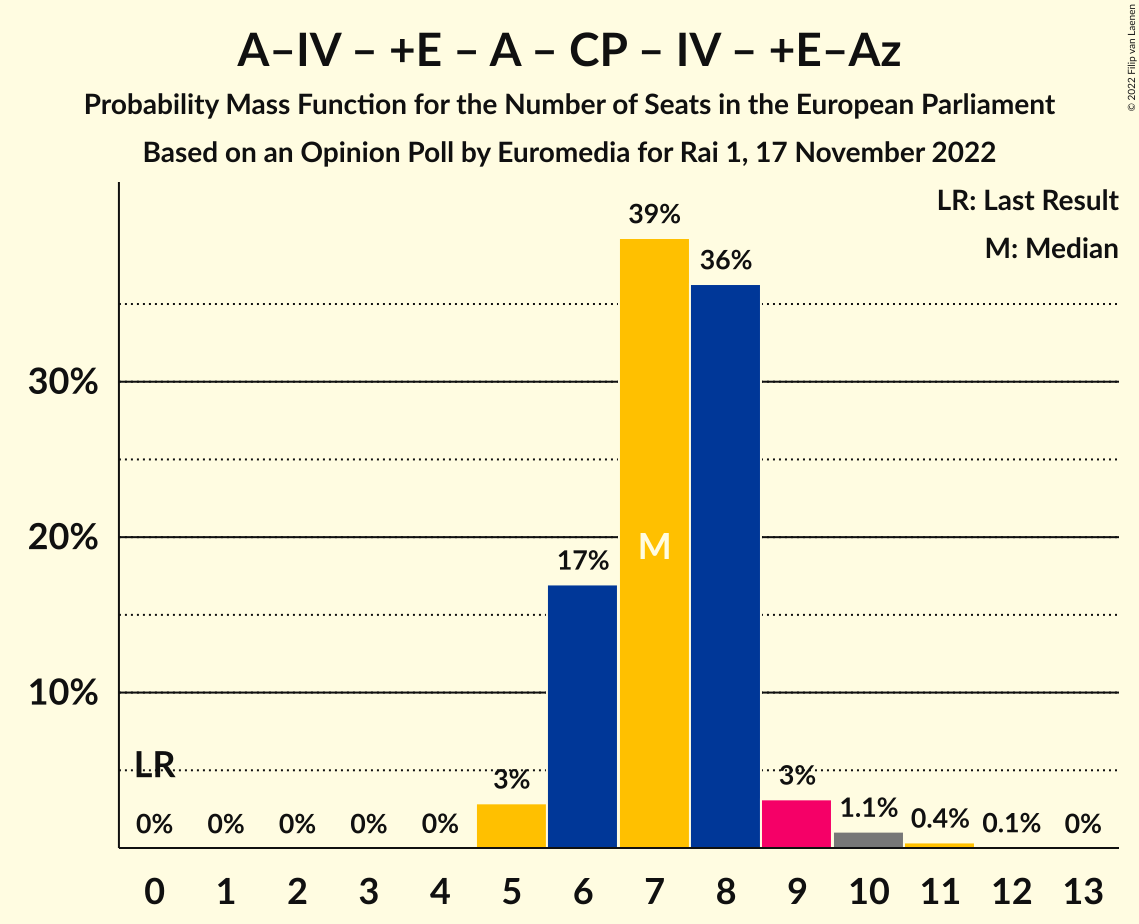 A–IV – +E – A – CP – IV – +E–Az
Probability Mass Function for the Number of Seats in the European Parliament
Based on an Opinion Poll by Euromedia for Rai 1, 17 November 2022
© 2022 Filip van Laenen
LR: Last Result
M: Median
39%
36%
30%
20%
M
17%
10%
LR
3%
3%
1.1%
0.4%
0.1%
0%
0%
0%
0%
0%
0%
0 1 2 3 4 5 6 7 8 9 10 11 12 13